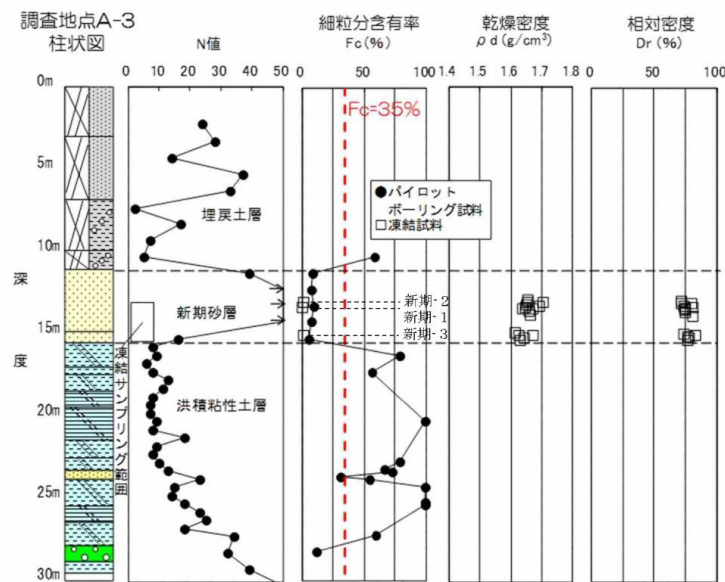 調査地点A-3
柱状図
N値
細粒分含有率
Fc(%)
乾燥密度
ρd(g/cm³)
相対密度
Dr(%)
0m
5m
10m
15m
20m
25m
30m
深
度
0 10 20 30 40 50
0 50 100
1.4 1.5 1.6 1.7 1.8
0 50 100
Fc=35%
●パイロット
ボーリング試料
□凍結試料
埋戻土層
新期砂層
新期-2
新期-1
新期-3
洪積粘性土層
凍結サンプリング範囲